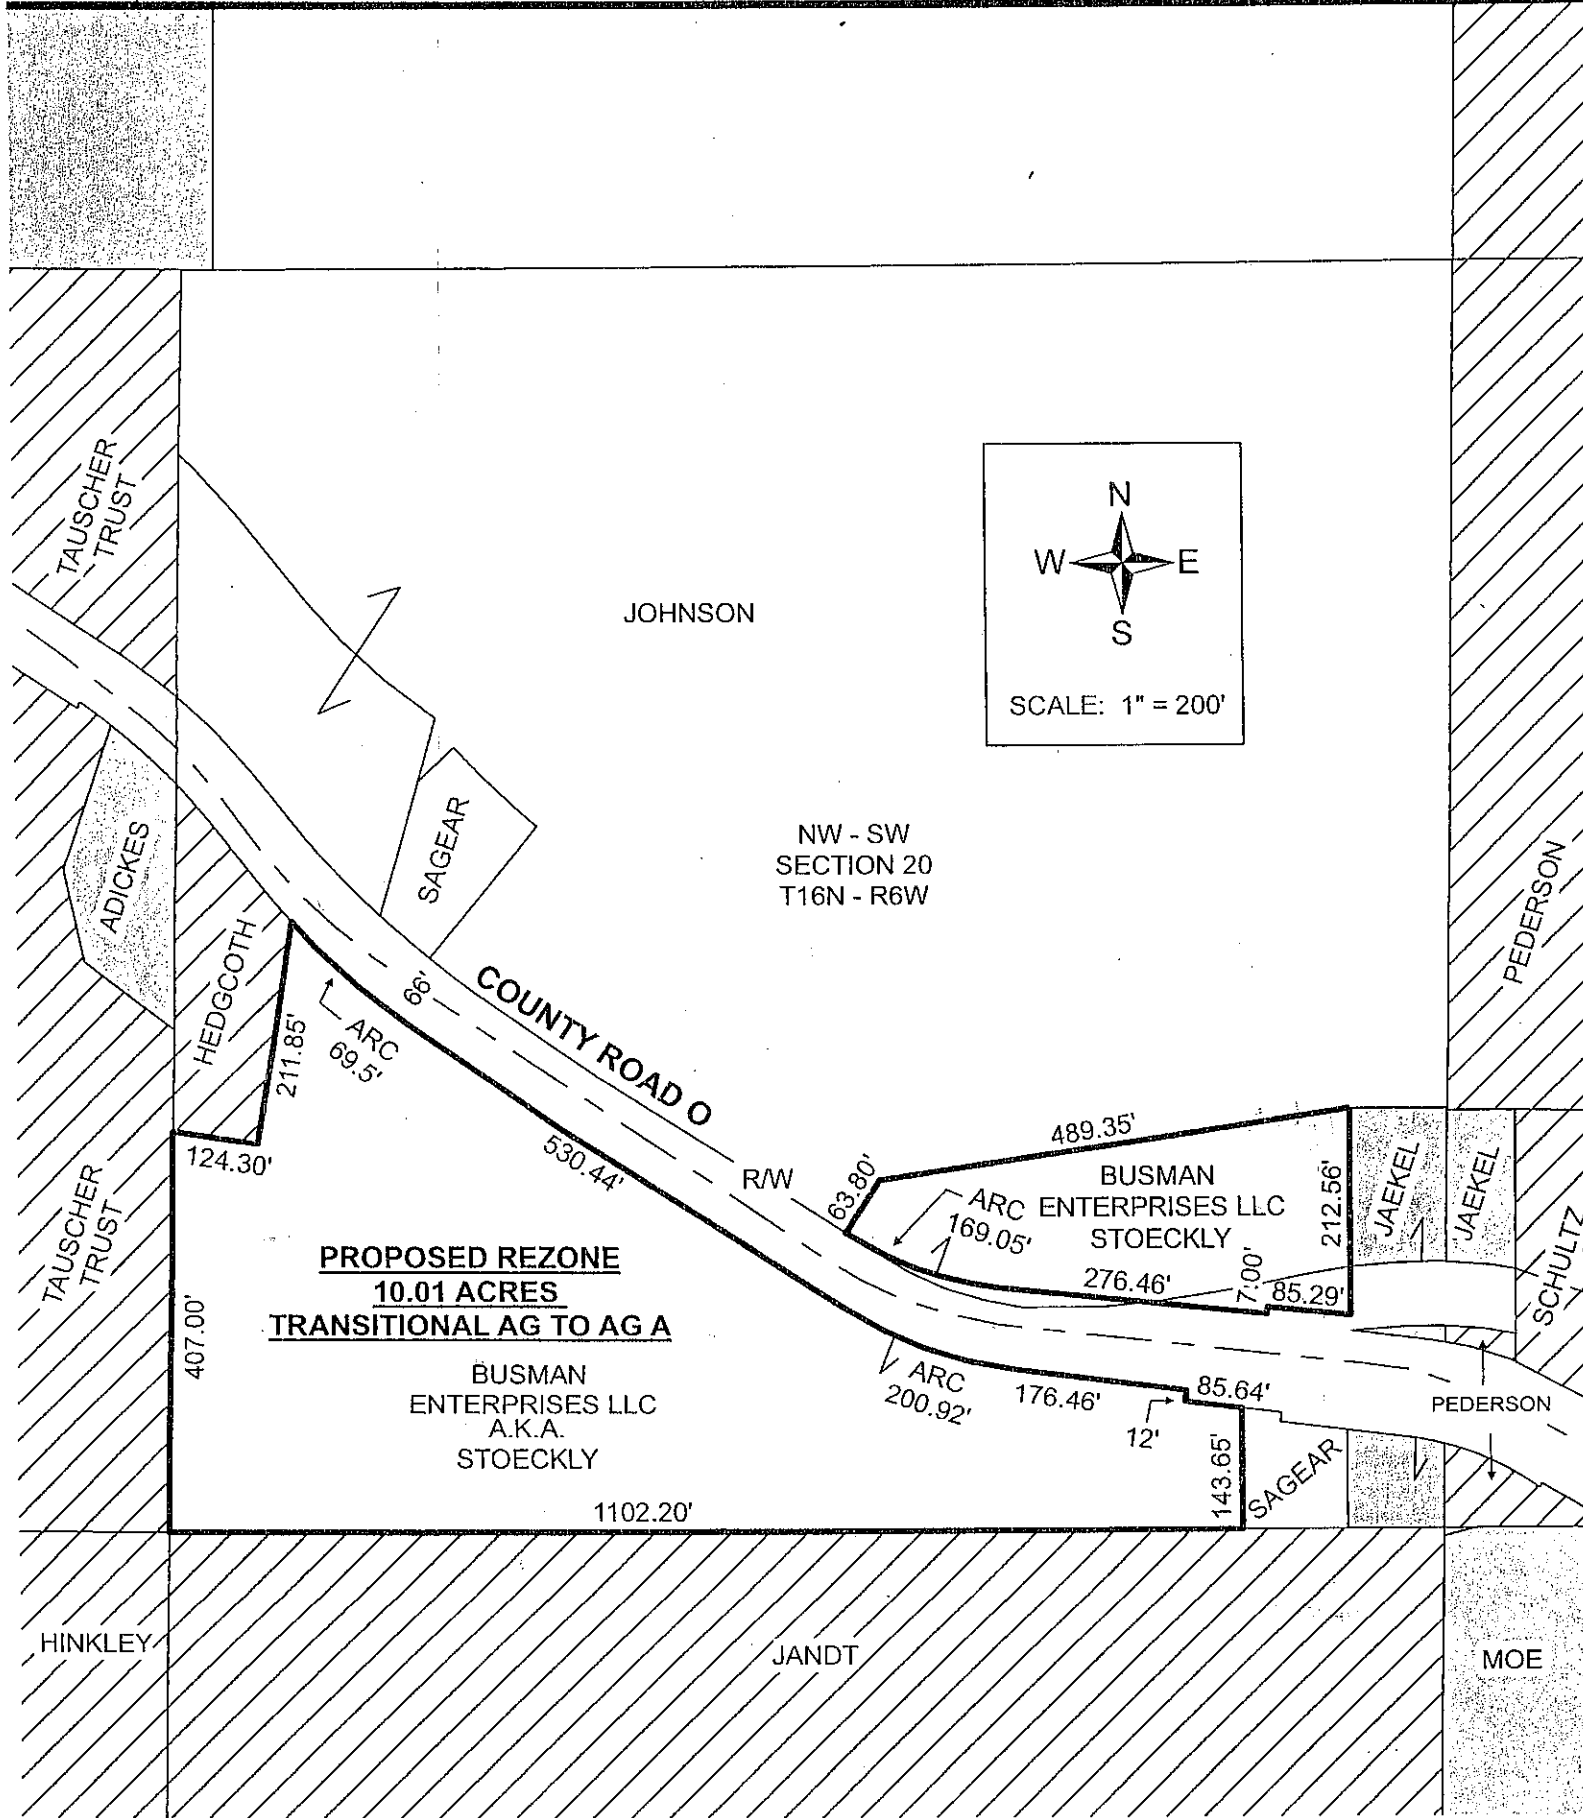 N
W E
S
SCALE: 1" = 200'
TAUSCHER
TRUST
JOHNSON
NW - SW
SECTION 20
T16N - R6W
SAGEAR
ADICKES
PEDERSON
HEDGCOTH
211.85'
ARC
69.5'
66'
COUNTY ROAD O
124.30'
530.44'
R/W
63.80'
489.35'
ARC
169.05'
BUSMAN
ENTERPRISES LLC
STOECKLY
212.56'
JAEKEL
JAEKEL
SCHULTZ
276.46'
7.00'
85.29'
TAUSCHER
TRUST
407.00'
PROPOSED REZONE
10.01 ACRES
TRANSITIONAL AG TO AG A
BUSMAN
ENTERPRISES LLC
A.K.A.
STOECKLY
ARC
200.92'
176.46'
85.64'
12'
143.65'
SAGEAR
PEDERSON
1102.20'
HINKLEY
JANDT
MOE